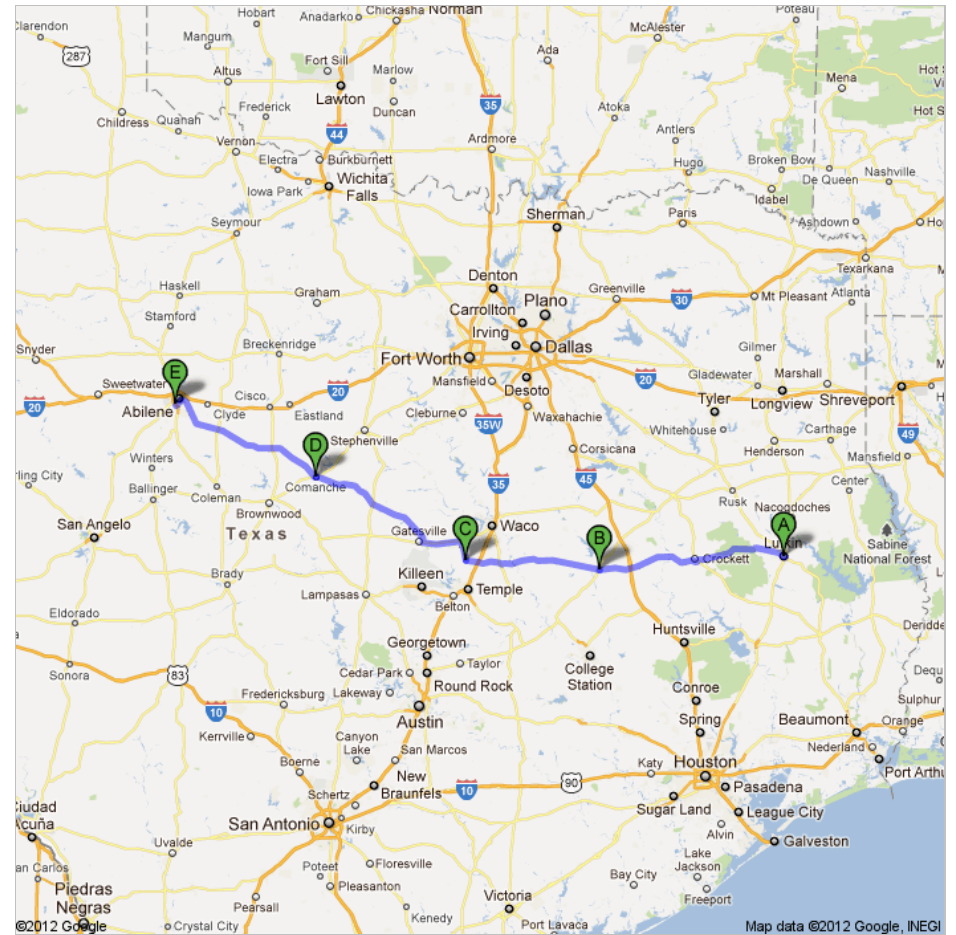 Clarendon
Hobart
Anadarko
Chickasha
Norman
Poteau
287
Mangum
Fort Sill
Marlow
Ada
McAlester
Mena
Hot
Altus
Lawton
Duncan
35
Childress
Quanah
Frederick
44
Atoka
Hot S
Vernon
Ardmore
Antlers
Electra
Burkburnett
Hugo
Broken Bow
De Queen
Nashville
Iowa Park
Wichita
Falls
Idabel
Seymour
Sherman
Paris
Ashdown
Ho
Texarkana
Haskell
Graham
Denton
Greenville
30
Mt Pleasant
Atlanta
Stamford
Carrollton
Plano
Irving
Snyder
Breckenridge
Fort Worth
Dallas
Gilmer
E
Sweetwater
20
Mansfield
20
Gladewater
Marshall
20
Abilene
Clyde
Cisco
Eastland
Desoto
Tyler
Longview
Shreveport
Cleburne
Waxahachie
35W
Whitehouse
Carthage
49
D
Stephenville
Corsicana
Henderson
Mansfield
rling City
Winters
45
Comanche
35
Center
Ballinger
Coleman
Brownwood
Rusk
Nacogdoches
San Angelo
Texas
Gatesville
C
Waco
B
A
Lufkin
Sabine
National Forest
Crockett
Brady
Killeen
Temple
Lampasas
Belton
Eldorado
Huntsville
Deridde
Georgetown
Sonora
83
Cedar Park
Taylor
College
Station
Dequ
Fredericksburg
Lakeway
Round Rock
Conroe
Sulphur
10
Austin
Spring
Beaumont
Orange
Kerrville
Canyon
Lake
San Marcos
Nederland
Boerne
Katy
Houston
Port Arthu
New
Braunfels
10
90
Pasadena
Schertz
Sugar Land
League City
Ciudad
Acuña
San Antonio
Kirby
Alvin
Galveston
Uvalde
Lake
Jackson
an Carlos
Poteet
Floresville
Bay City
Pleasanton
Freeport
Piedras
Negras
Pearsall
Victoria
Kenedy
Crystal City
Port Lavaca
©2012 Google
Map data ©2012 Google, INEGI